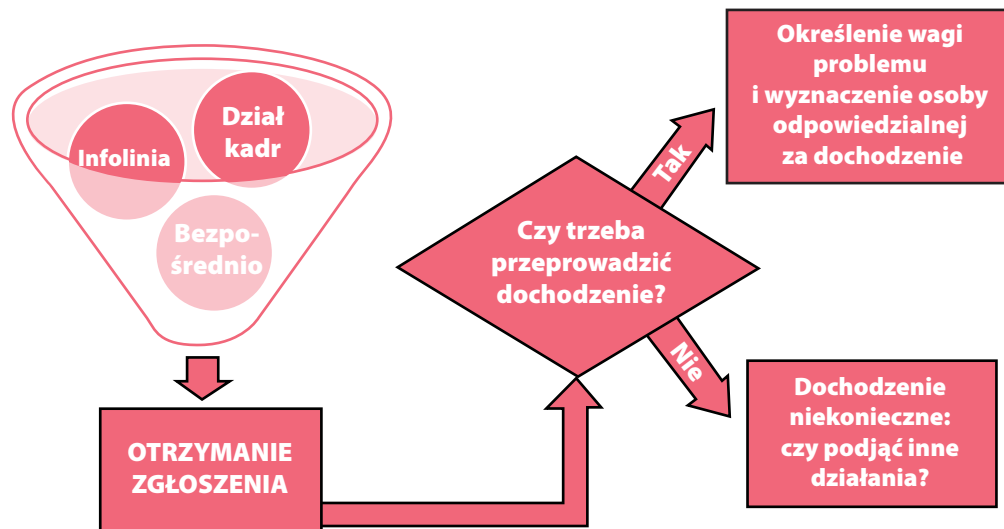 Infolinia
Dział
kadr
Bezpo-
średnio
OTRZYMANIE
ZGŁOSZENIA
Czy trzeba
przeprowadzić
dochodzenie?
Tak
Określenie wagi
problemu
i wyznaczenie osoby
odpowiedzialnej
za dochodzenie
Nie
Dochodzenie
niekonieczne:
czy podjąć inne
działania?